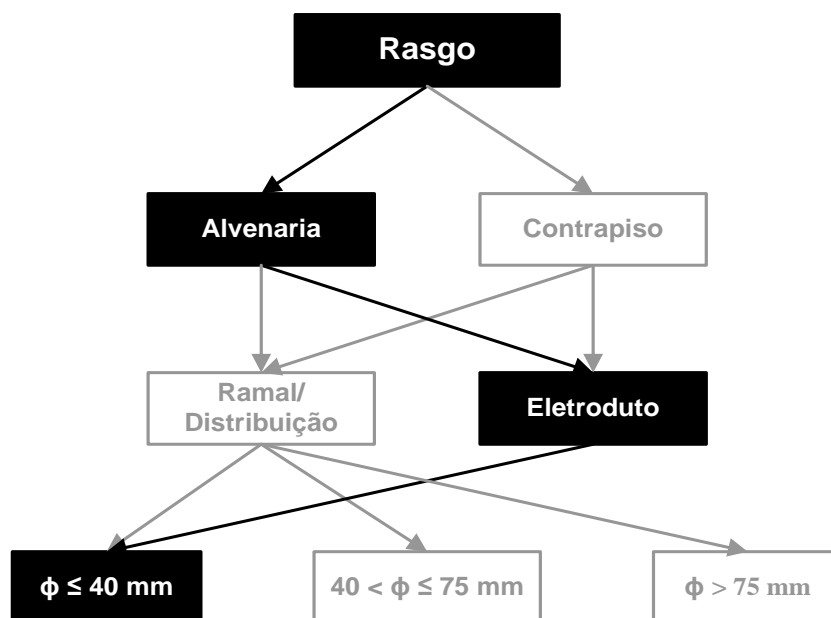 Rasgo
Alvenaria
Contrapiso
Ramal/
Distribuição
Eletroduto
ϕ ≤ 40 mm
40 < ϕ ≤ 75 mm
ϕ > 75 mm